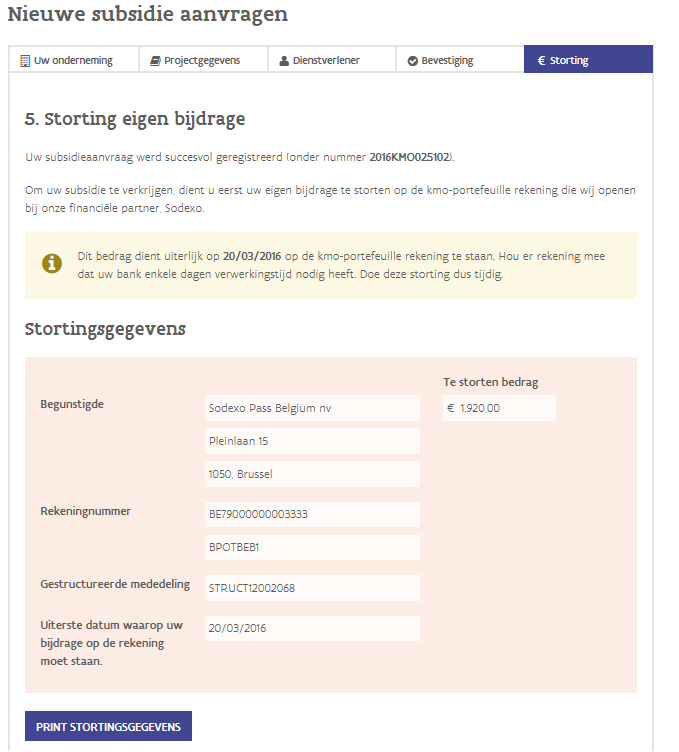 Nieuwe subsidie aanvragen
Uw onderneming
Projectgegevens
Dienstverlener
Bevestiging
€ Storting
5. Storting eigen bijdrage
Uw subsidieaanvraag werd succesvol geregistreerd (onder nummer 2016KMO025102).
Om uw subsidie te verkrijgen, dient u eerst uw eigen bijdrage te storten op de kmo-portefeuille rekening die wij openen
bij onze financiële partner, Sodexo.
Dit bedrag dient uiterlijk op 20/03/2016 op de kmo-portefeuille rekening te staan. Hou er rekening mee
dat uw bank enkele dagen verwerkingstijd nodig heeft. Doe deze storting dus tijdig.
Stortingsgegevens
Te storten bedrag
Begunstigde
Sodexo Pass Belgium nv
€ 1.920,00
Pleinlaan 15
1050, Brussel
Rekeningnummer
BE79000000003333
BPOTBEB1
Gestructureerde mededeling
STRUCT12002068
Uiterste datum waarop uw
bijdrage op de rekening
moet staan.
20/03/2016
PRINT STORTINGSGEGEVENS